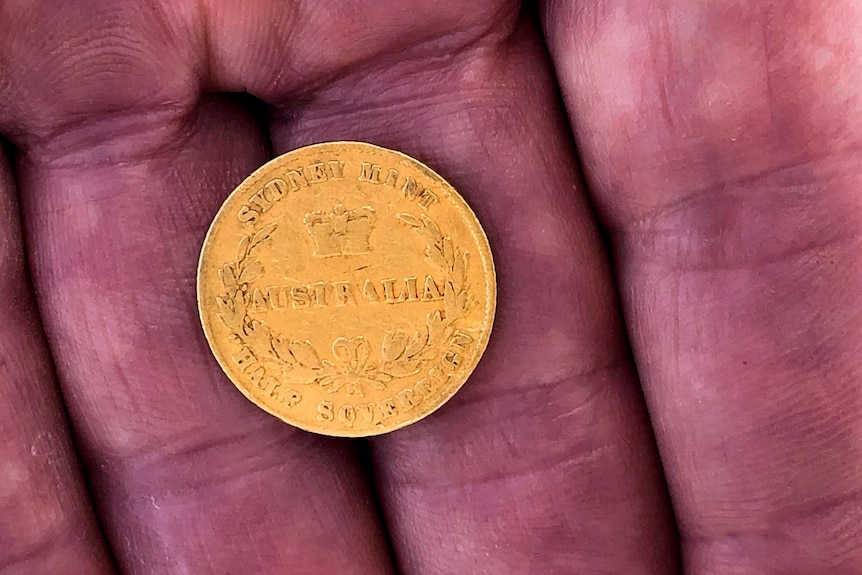 SYDNEY MINT
AUSTRALIA
HALF SOVEREIGN